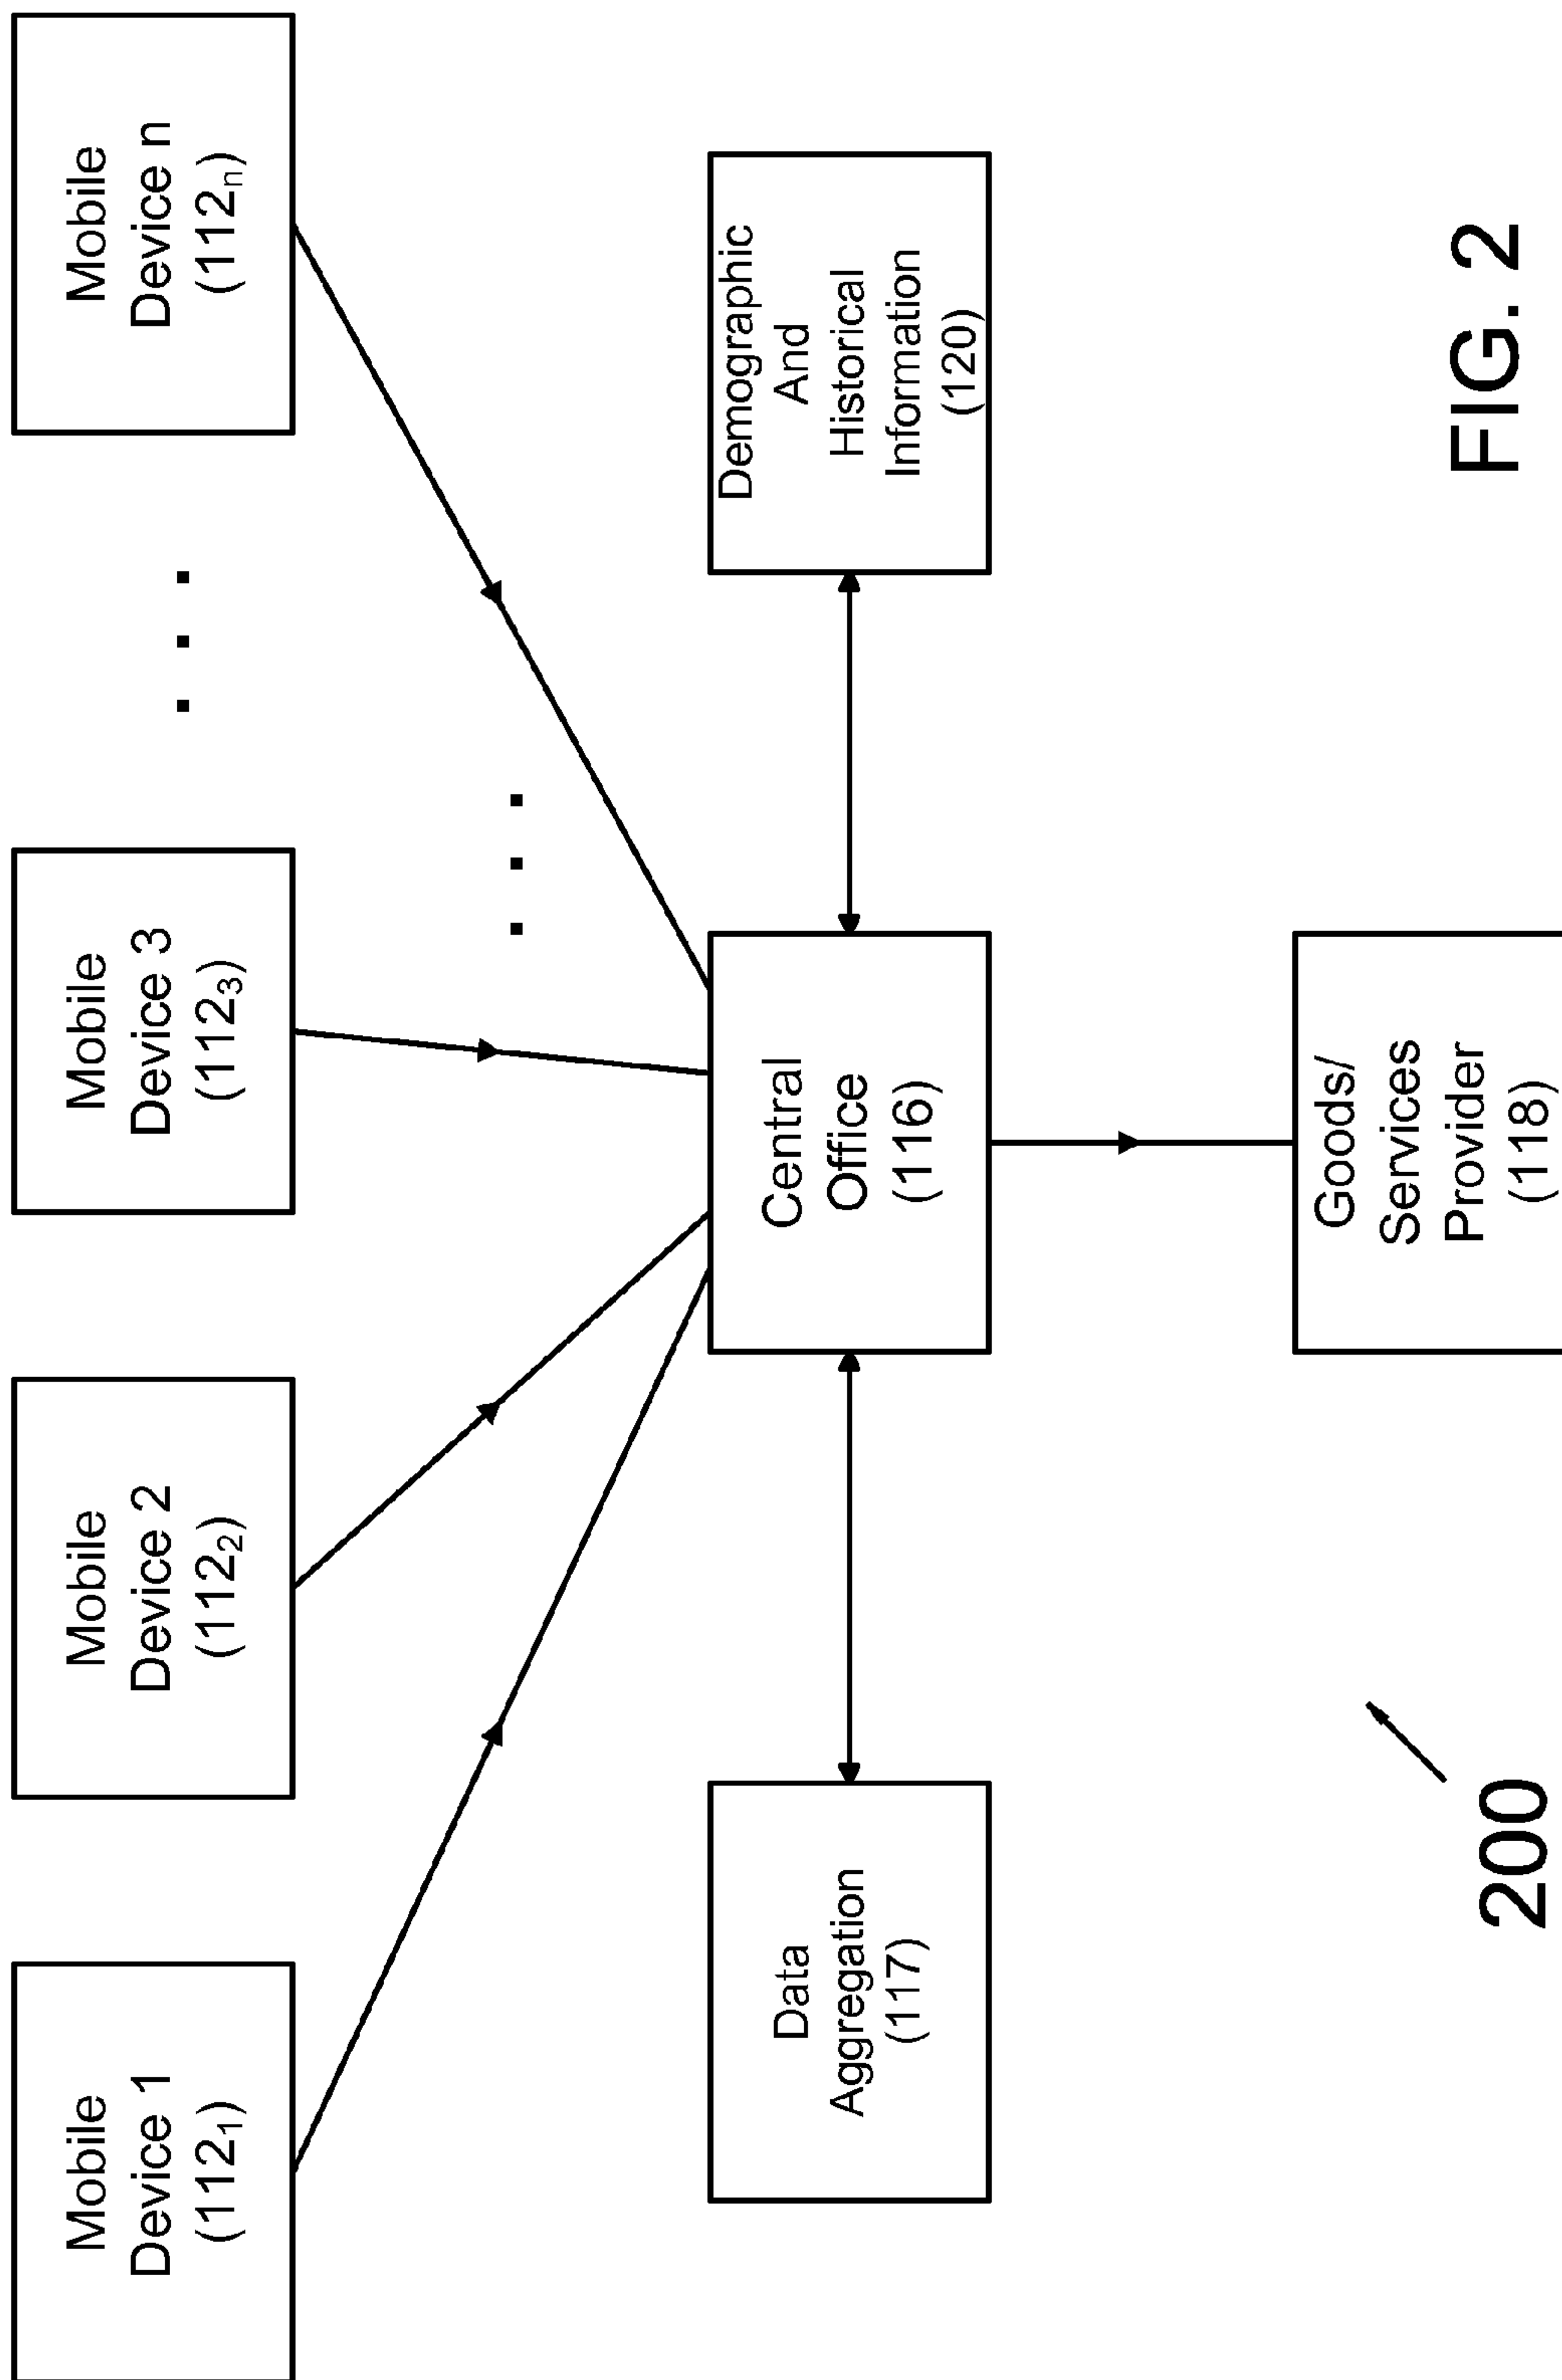 Mobile
Device 1
(112₁)
Mobile
Device 2
(112₂)
Mobile
Device 3
(112₃)
. . .
Mobile
Device n
(112ₙ)
. . .
Data
Aggregation
(117)
Central
Office
(116)
Demographic
And
Historical
Information
(120)
Goods/
Services
Provider
(118)
200
FIG. 2